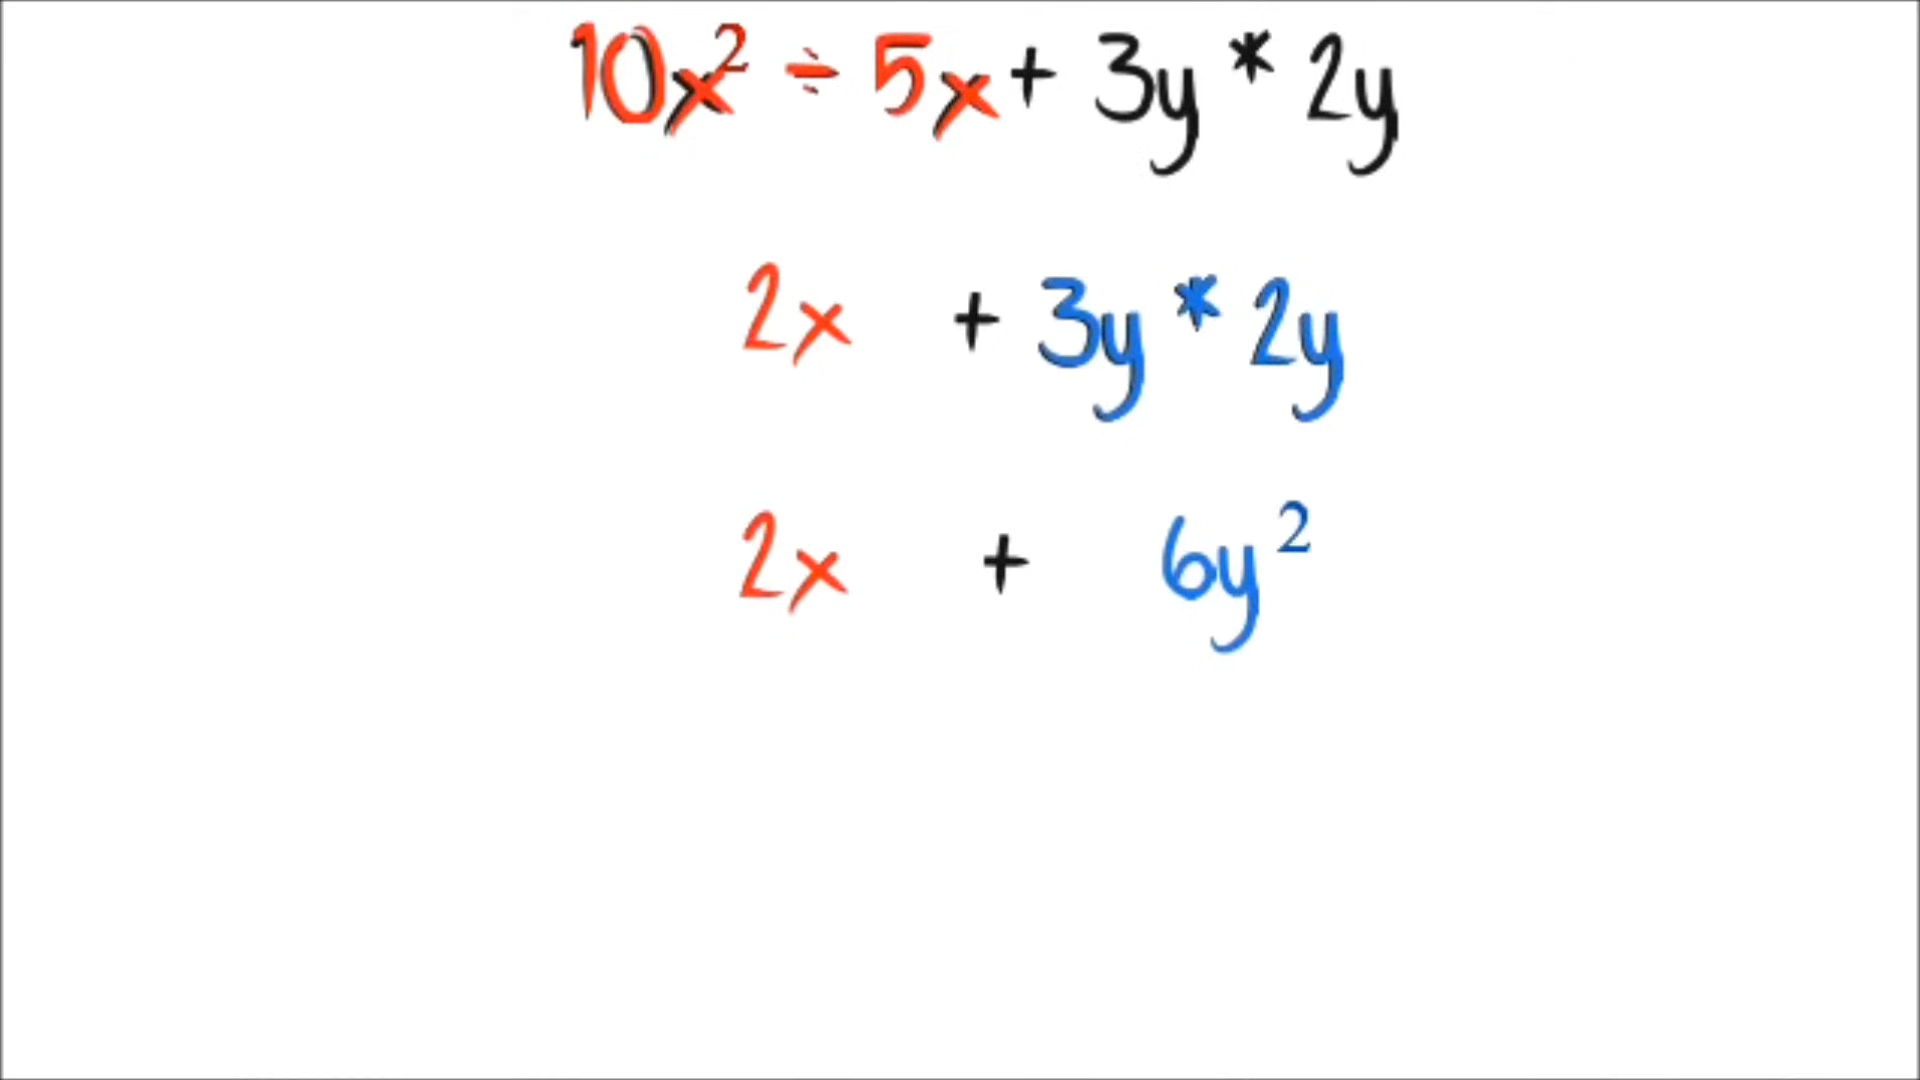 10x² ÷ 5x + 3y * 2y
2x + 3y * 2y
2x + 6y²